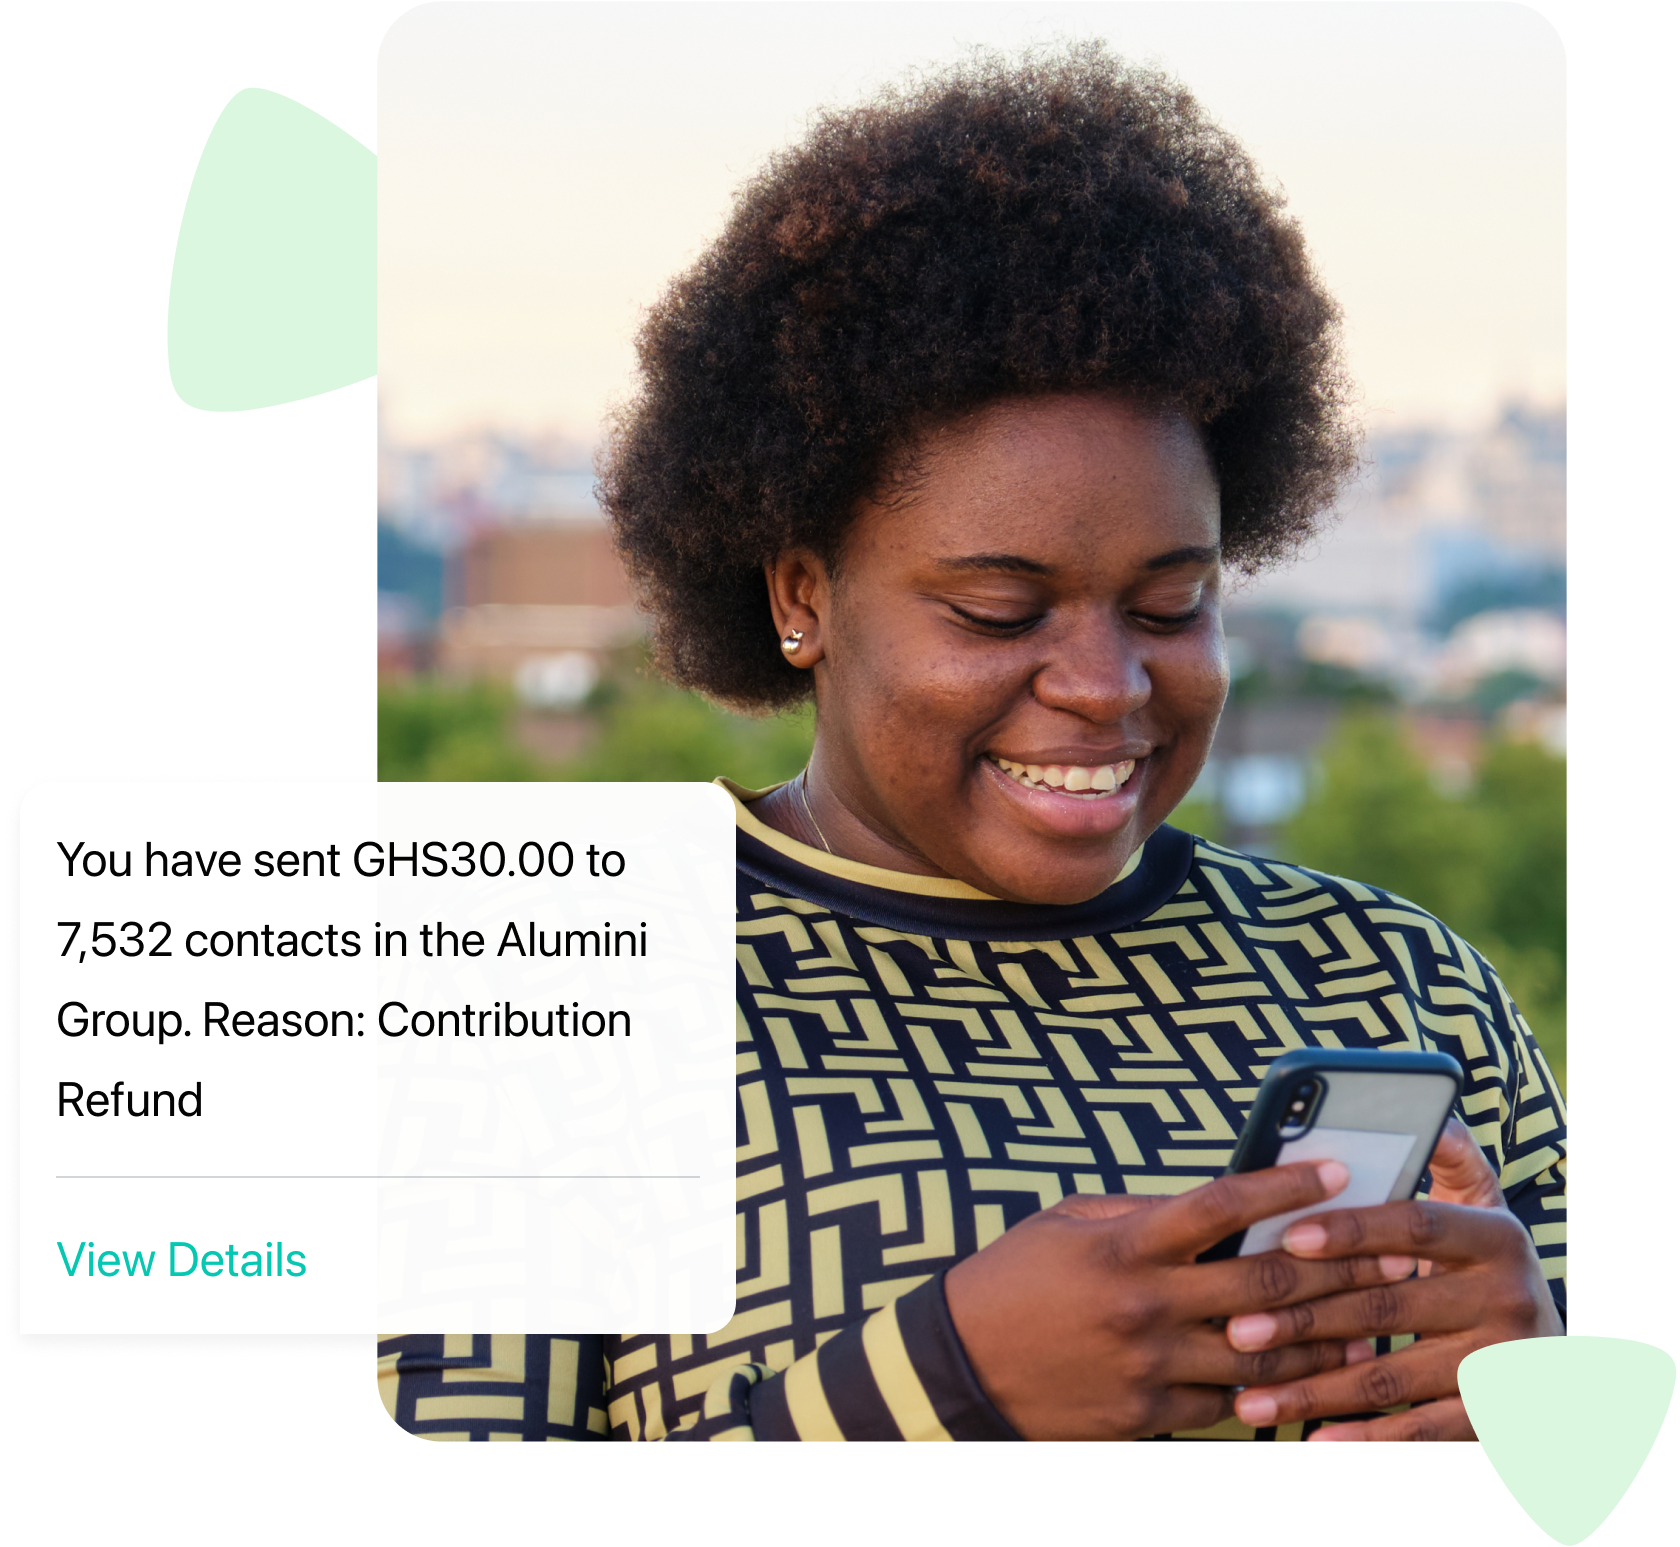 You have sent GHS30.00 to
7,532 contacts in the Alumini
Group. Reason: Contribution
Refund
View Details